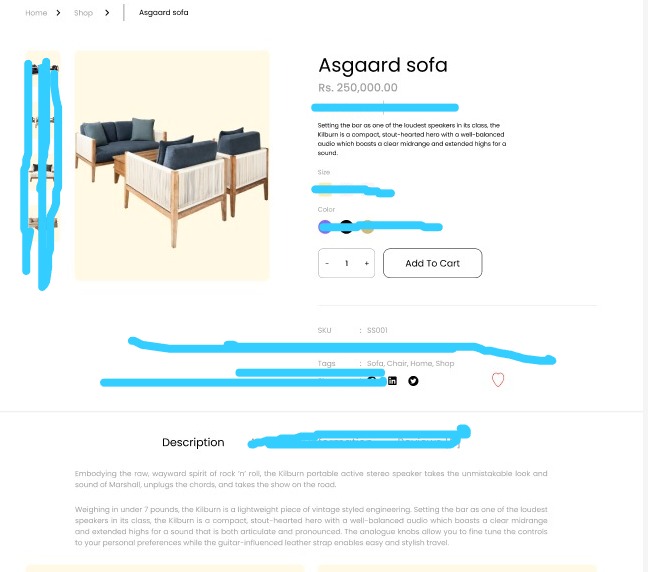 Home > Shop > Asgaard sofa
Asgaard sofa
Rs. 250,000.00
Setting the bar as one of the loudest speakers in its class, the
Kilburn is a compact, stout-hearted hero with a well-balanced
audio which boasts a clear midrange and extended highs for a
sound.
Size
Color
- 1 +
Add To Cart
SKU : SS001
Tags : Sofa, Chair, Home, Shop
Description
Embodying the raw, wayward spirit of rock 'n' roll, the Kilburn portable active stereo speaker takes the unmistakable look and
sound of Marshall, unplugs the chords, and takes the show on the road.
Weighing in under 7 pounds, the Kilburn is a lightweight piece of vintage styled engineering. Setting the bar as one of the loudest
speakers in its class, the Kilburn is a compact, stout-hearted hero with a well-balanced audio which boasts a clear midrange
and extended highs for a sound that is both articulate and pronounced. The analogue knobs allow you to fine tune the controls
to your personal preferences while the guitar-influenced leather strap enables easy and stylish travel.